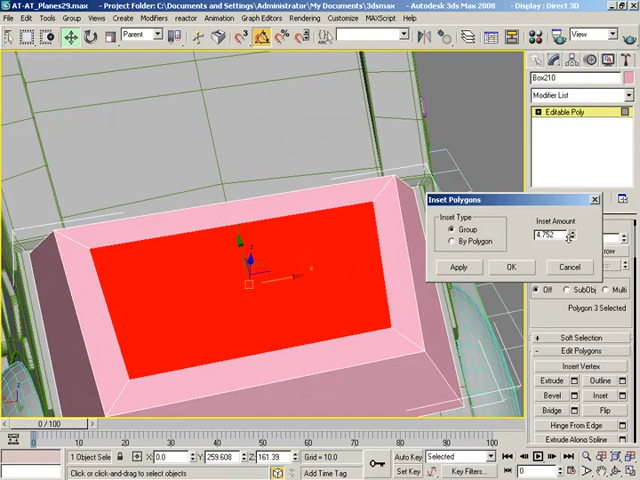 AT-AT_Planes29.max - Project Folder: C:\Documents and Settings\Administrator\My Documents\3dsmax - Autodesk 3ds Max 2008 - Display : Direct 3D
File Edit Tools Group Views Create Modifiers reactor Animation Graph Editors Rendering Customize MAXScript Help
Parent
View
Box210
Modifier List
Editable Poly
Inset Polygons
Inset Type
Group
By Polygon
Inset Amount
4.752
Apply
OK
Cancel
Off
SubObj
Multi
Polygon 3 Selected
Soft Selection
Edit Polygons
Insert Vertex
Extrude
Outline
Bevel
Inset
Bridge
Flip
Hinge From Edge
Extrude Along Spline
0 / 100
0 10 20 30 40 50 60 70 80 90 100
1 Object Sele
X: 0.0
Y: 259.608
Z: 161.39
Grid = 10.0
Auto Key
Selected
Click or click-and-drag to select objects
Add Time Tag
Set Key
Key Filters...
0